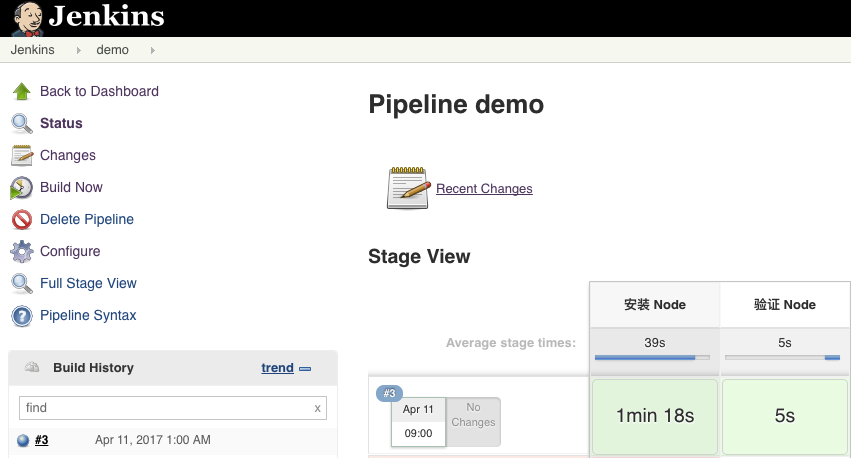 Jenkins
Jenkins demo
Back to Dashboard
Status
Changes
Build Now
Delete Pipeline
Configure
Full Stage View
Pipeline Syntax
Build History trend
find x
#3 Apr 11, 2017 1:00 AM
Pipeline demo
Recent Changes
Stage View
安装 Node 验证 Node
Average stage times: 39s 5s
#3
Apr 11
09:00
No
Changes
1min 18s 5s